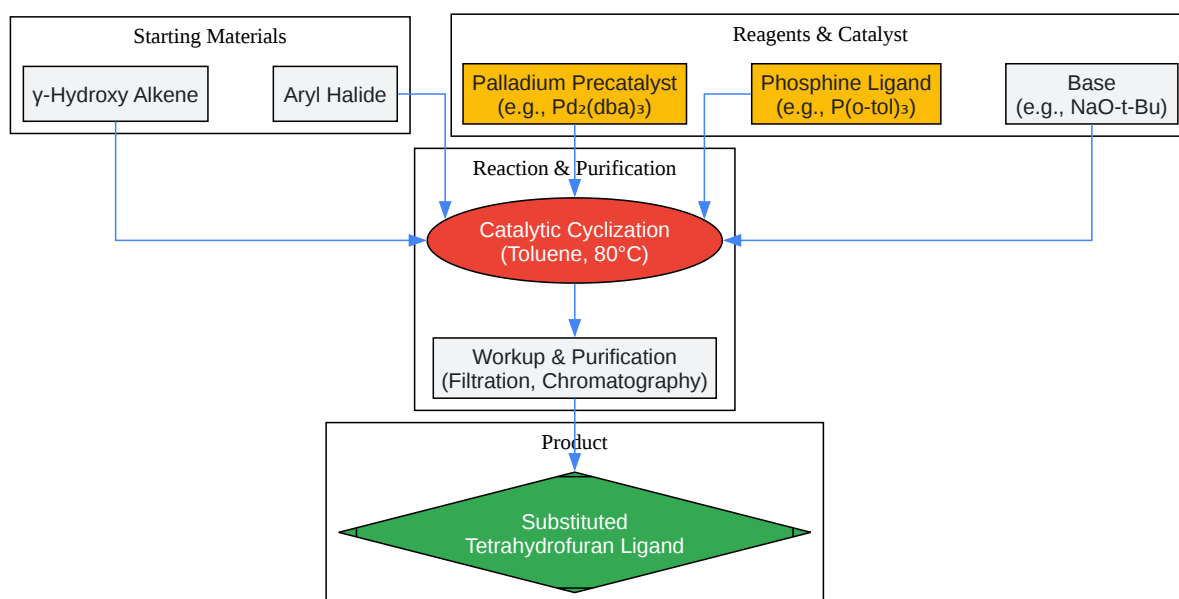 Starting Materials
γ-Hydroxy Alkene
Aryl Halide
Reagents & Catalyst
Palladium Precatalyst
(e.g., Pd₂(dba)₃)
Phosphine Ligand
(e.g., P(o-tol)₃)
Base
(e.g., NaO-t-Bu)
Reaction & Purification
Catalytic Cyclization
(Toluene, 80°C)
Workup & Purification
(Filtration, Chromatography)
Product
Substituted
Tetrahydrofuran Ligand